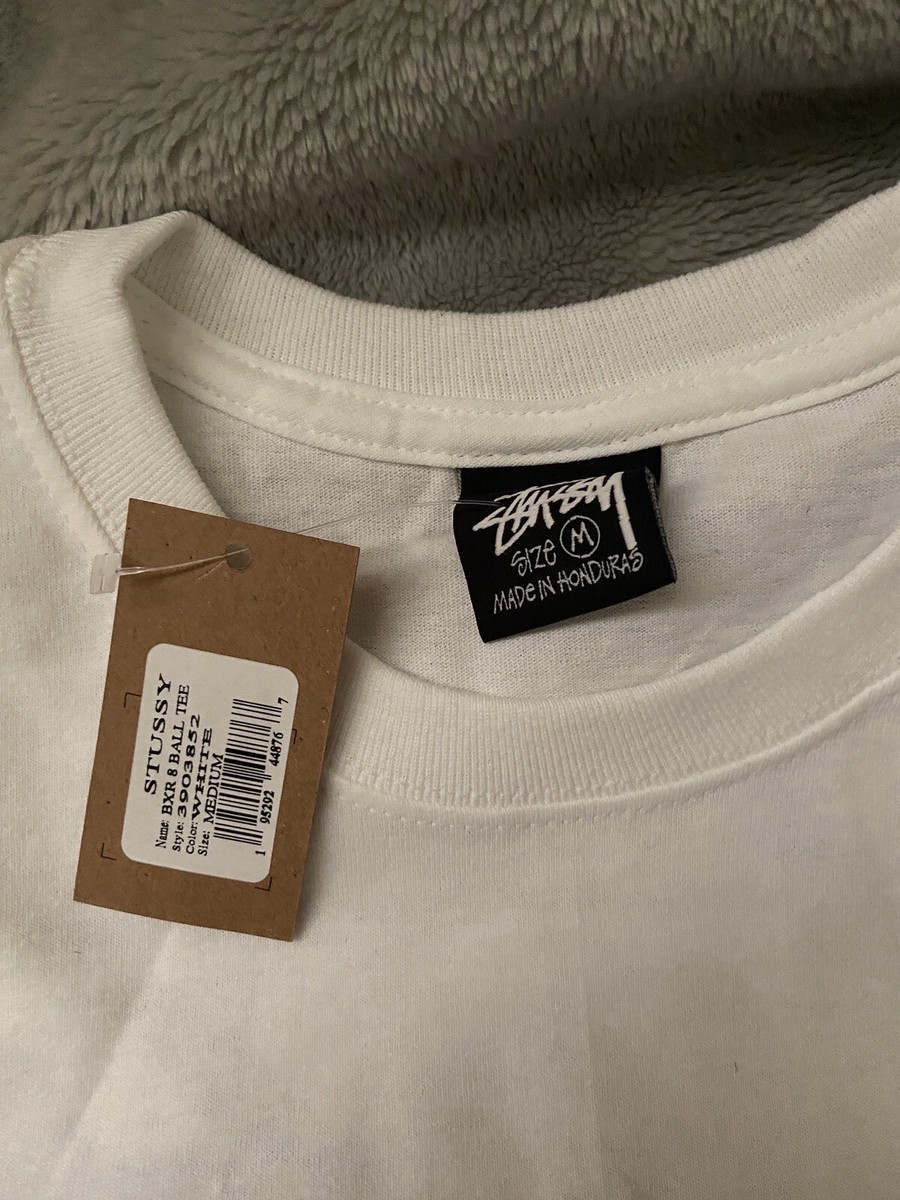 Stussy
SIZE M
MADE IN HONDURAS
STUSSY
Name: BXR 8 BALL TEE
Style: 3903852
Color: WHITE
Size: MEDIUM
1 95292 44876 7